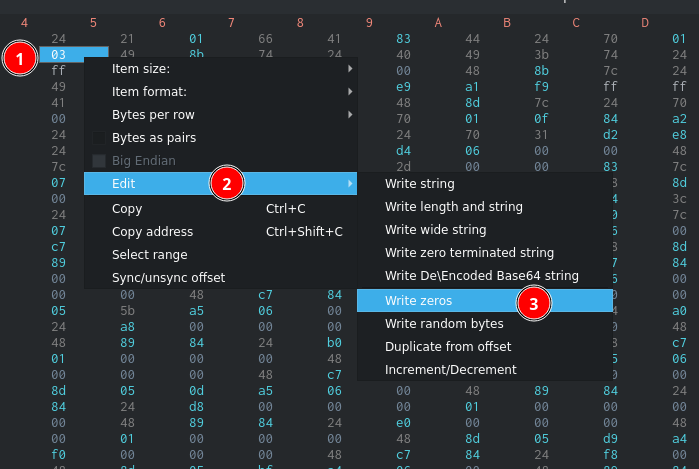 4 5 6 7 8 9 A B C D
24 21 01 66 41 83 44 24 70 01
1
03 49 8b 74 24 40 49 3b 74 24
ff Item size: 00 48 8b 7c 24
49 Item format: e9 a1 f9 ff ff
41 48 8d 7c 24 70
00 Bytes per row 70 01 0f 84 a2
24 Bytes as pairs 24 70 31 d2 e8
24 Big Endian d4 06 00 00 48
7c 2d 00 00 83 7c
07 Edit 2 Write string 8d
00 3c
24 Copy Ctrl+C Write length and string 7c
07 Copy address Ctrl+Shift+C Write wide string 00
c7 Select range Write zero terminated string 8d
89 84
00 Sync/unsync offset Write De\Encoded Base64 string 00
00 00 48 c7 84 Write zeros 3 00
05 5b a5 06 00 a0
24 a8 00 00 00 Write random bytes 48
48 89 84 24 b0 Duplicate from offset c7
01 00 00 00 48 06
00 00 00 48 c7 Increment/Decrement 00
8d 05 0d a5 06 00 48 89 84 24
84 24 d8 00 00 00 00 01 00 00
00 48 89 84 24 e0 00 00 00 48
00 01 00 00 00 48 8d 05 d9 a4
f0 00 00 00 48 c7 84 24 f8 00